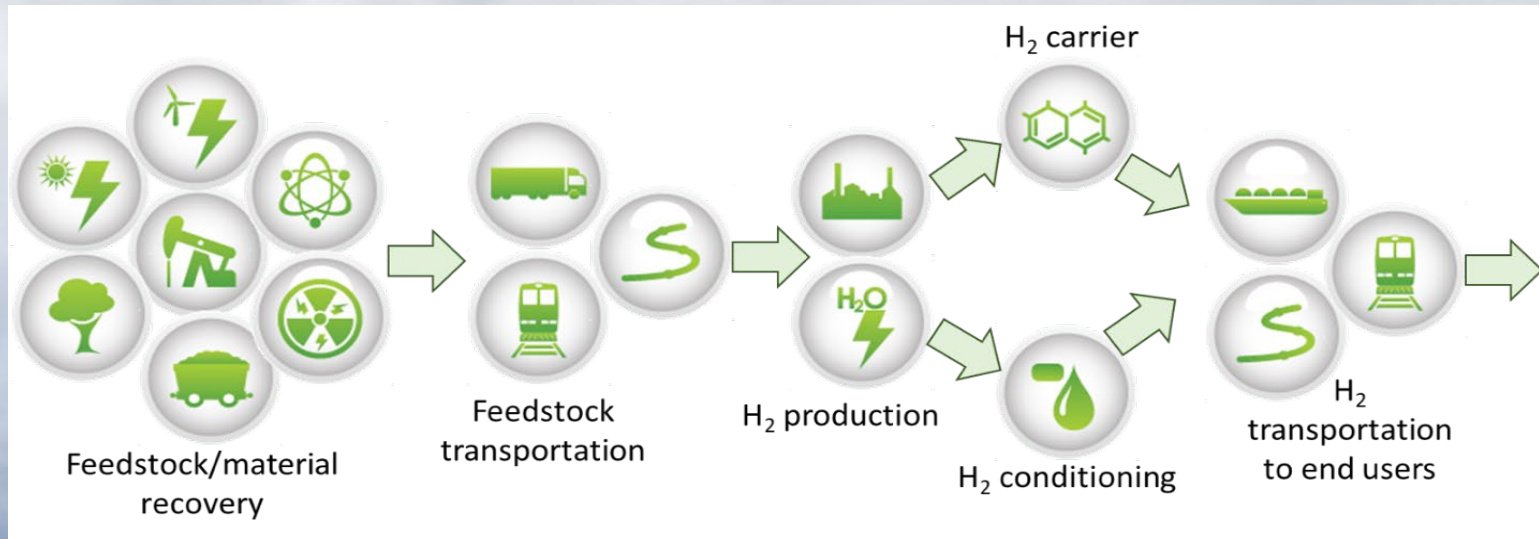 Feedstock/material
recovery
Feedstock
transportation
H₂O
H₂ production
H₂ carrier
H₂ conditioning
H₂
transportation
to end users